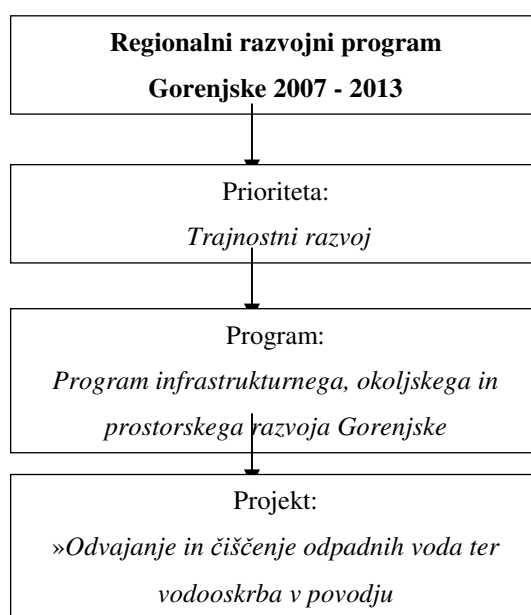 Regionalni razvojni program
Gorenjske 2007 - 2013
Prioriteta:
Trajnostni razvoj
Program:
Program infrastrukturnega, okoljskega in
prostorskega razvoja Gorenjske
Projekt:
»Odvajanje in čiščenje odpadnih voda ter
vodooskrba v povodju